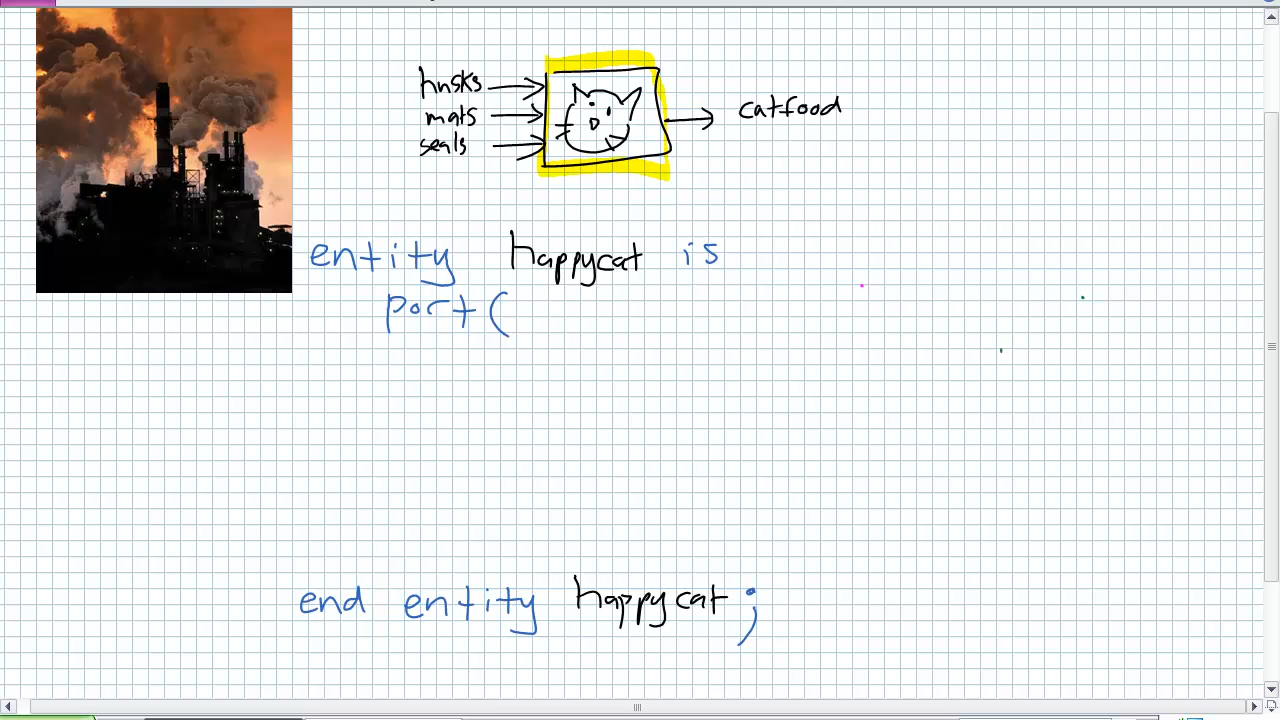 husks
mats
seals
catfood
entity happycat is
port(
end entity happycat;